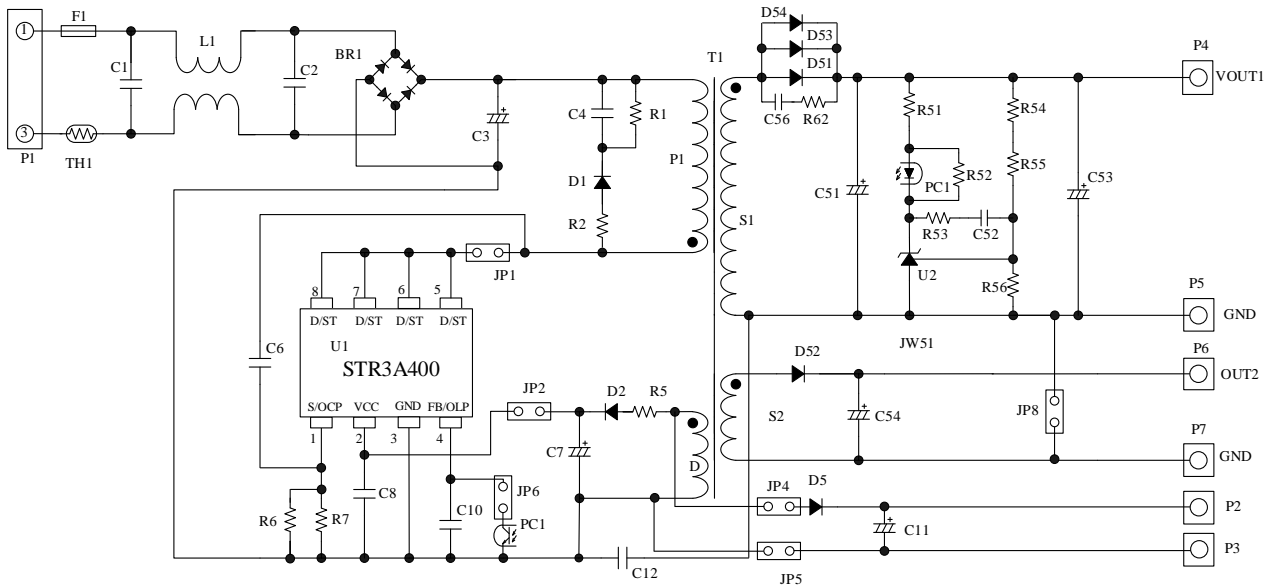 D54
F1
D53
1
L1
T1
P4
BR1
D51
VOUT1
C1
C2
C4
R1
C56
R62
R51
R54
C3
3
P1
P1
TH1
R55
D1
PC1
R52
C51
C53
R2
S1
R53
C52
U2
JP1
R56
P5
8
7
6
5
GND
D/ST
D/ST
D/ST
D/ST
U1
JW51
C6
P6
D52
STR3A400
OUT2
JP2
D2
R5
S/OCP
VCC
GND
FB/OLP
S2
C54
JP8
P7
1
2
3
4
C7
D
GND
JP4
D5
C8
JP6
P2
R6
R7
C10
PC1
C11
P3
C12
JP5